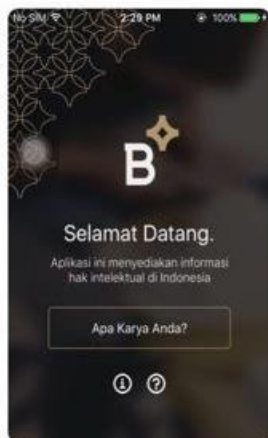 No SIM 2:29 PM 100%
B
Selamat Datang.
Aplikasi ini menyediakan informasi
hak intelektual di Indonesia
Apa Karya Anda?
i ?